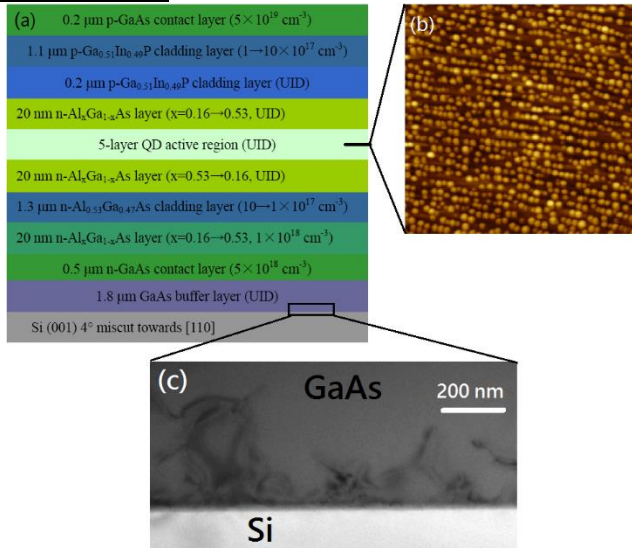 (a)
0.2 μm p-GaAs contact layer (5×10¹⁹ cm⁻³)
1.1 μm p-Ga₀.₅₁In₀.₄₉P cladding layer (1→10×10¹⁷ cm⁻³)
0.2 μm p-Ga₀.₅₁In₀.₄₉P cladding layer (UID)
20 nm n-AlₓGa₁₋ₓAs layer (x=0.16→0.53, UID)
5-layer QD active region (UID)
20 nm n-AlₓGa₁₋ₓAs layer (x=0.53→0.16, UID)
1.3 μm n-Al₀.₅₃Ga₀.₄₇As cladding layer (10→1×10¹⁷ cm⁻³)
20 nm n-AlₓGa₁₋ₓAs layer (x=0.16→0.53, 1×10¹⁸ cm⁻³)
0.5 μm n-GaAs contact layer (5×10¹⁸ cm⁻³)
1.8 μm GaAs buffer layer (UID)
Si (001) 4° miscut towards [110]
(b)
(c)
GaAs
200 nm
Si